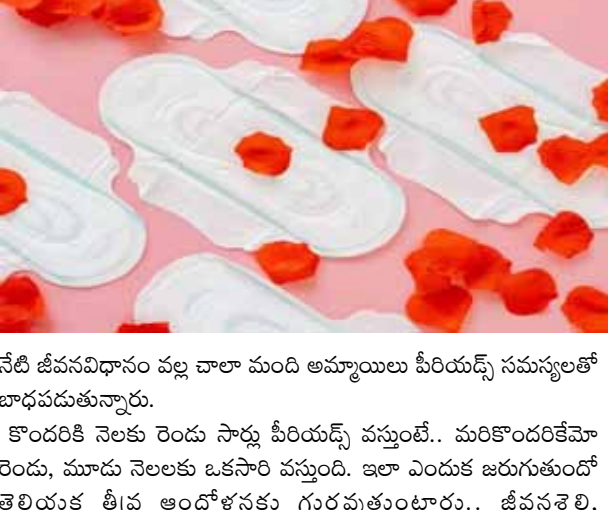 నేటి జీవనవిధానం వల్ల చాలా మంది అమ్మాయిలు పీరియడ్స్ సమస్యలతో
బాధపడుతున్నారు.
కొందరికి నెలకు రెండు సార్లు పీరియడ్స్ వస్తుంటే.. మరికొందరికేమో
రెండు, మూడు నెలలకు ఒకసారి వస్తుంది. ఇలా ఎందుక జరుగుతుందో
తెలియక తీవ్ర ఆందోళనకు గురవుతుంటారు.. జీవనశైలి,